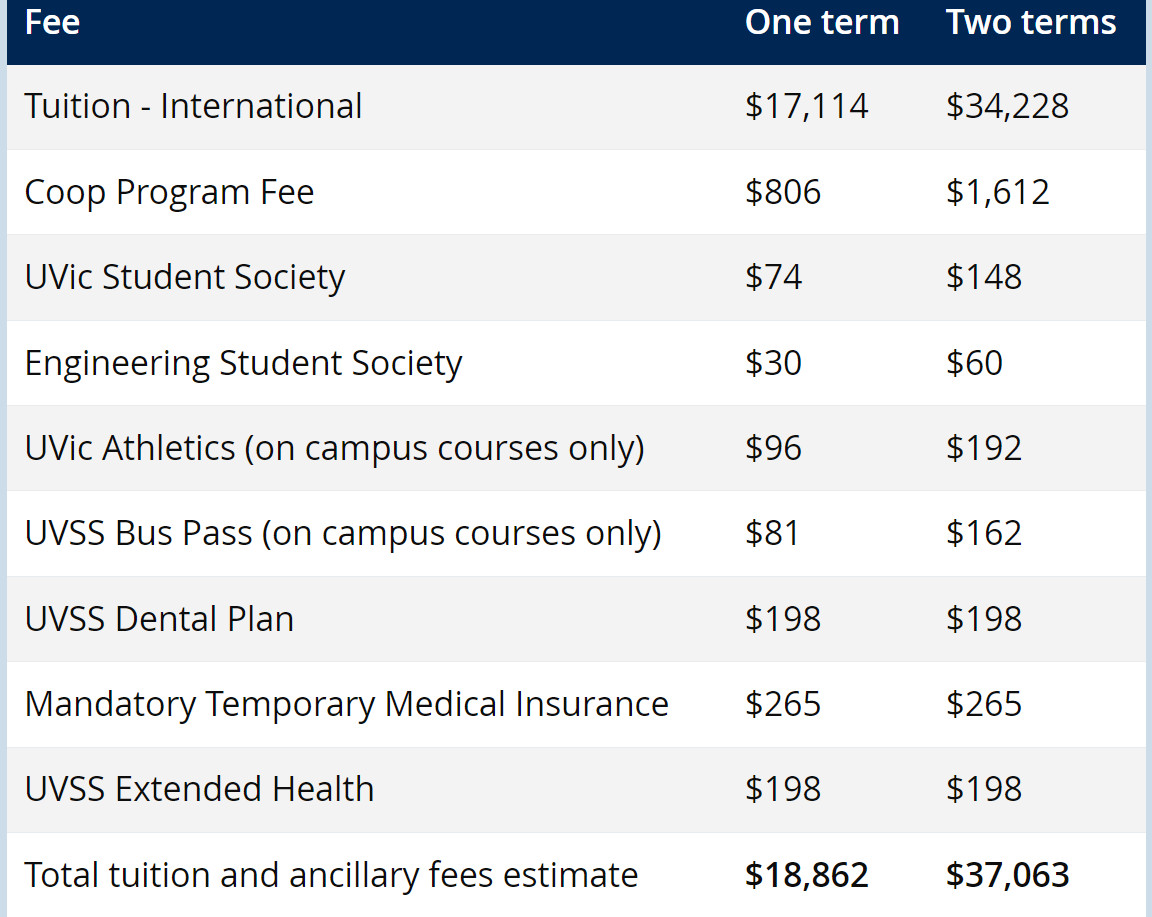 Fee One term Two terms
Tuition - International $17,114 $34,228
Coop Program Fee $806 $1,612
UVic Student Society $74 $148
Engineering Student Society $30 $60
UVic Athletics (on campus courses only) $96 $192
UVSS Bus Pass (on campus courses only) $81 $162
UVSS Dental Plan $198 $198
Mandatory Temporary Medical Insurance $265 $265
UVSS Extended Health $198 $198
Total tuition and ancillary fees estimate $18,862 $37,063